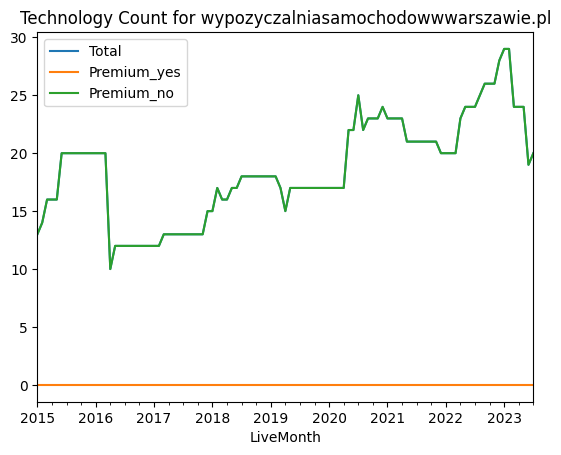 Technology Count for wypozyczalniasamochodowwwarszawie.pl
Total
Premium_yes
Premium_no
30
25
20
15
10
5
0
2015 2016 2017 2018 2019 2020 2021 2022 2023
LiveMonth